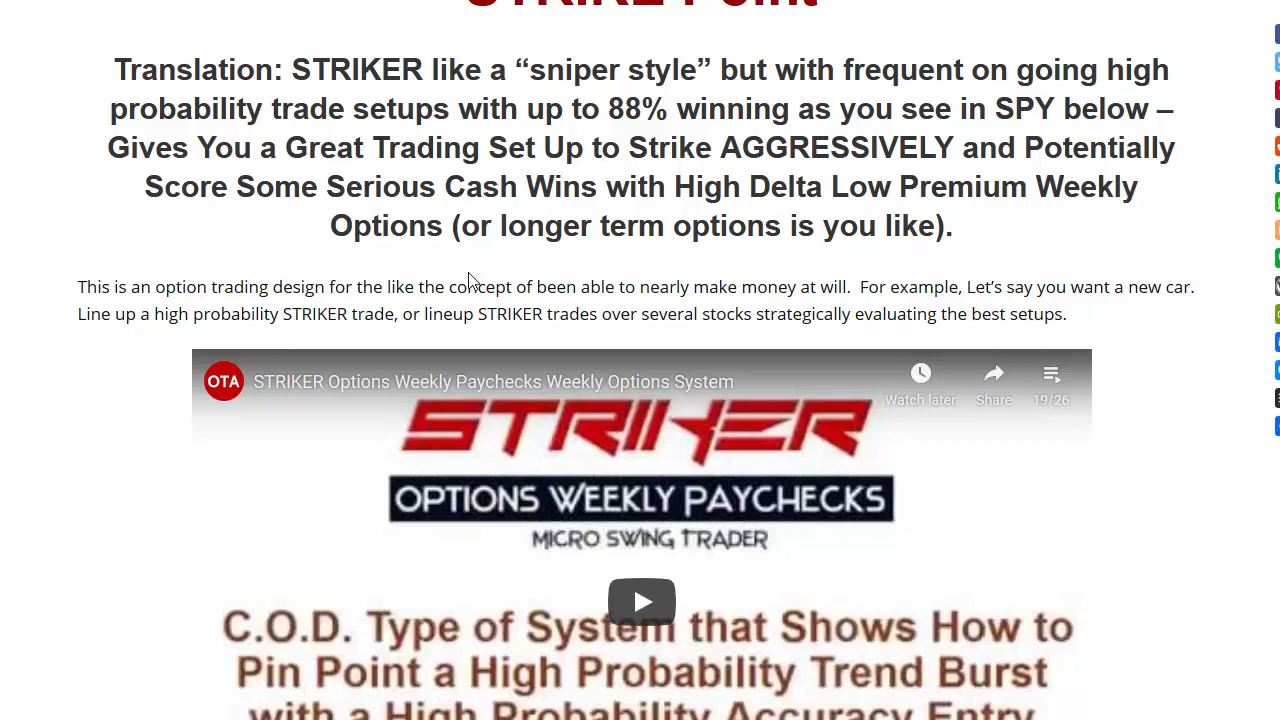 STRIKE Point
Translation: STRIKER like a “sniper style” but with frequent on going high
probability trade setups with up to 88% winning as you see in SPY below –
Gives You a Great Trading Set Up to Strike AGGRESSIVELY and Potentially
Score Some Serious Cash Wins with High Delta Low Premium Weekly
Options (or longer term options is you like).
This is an option trading design for the like the concept of been able to nearly make money at will.  For example, Let’s say you want a new car.
Line up a high probability STRIKER trade, or lineup STRIKER trades over several stocks strategically evaluating the best setups.
OTA STRIKER Options Weekly Paychecks Weekly Options System
Watch later Share 19/26
STRIKER
OPTIONS WEEKLY PAYCHECKS
MICRO SWING TRADER
C.O.D. Type of System that Shows How to
Pin Point a High Probability Trend Burst
with a High Probability Accuracy Entry